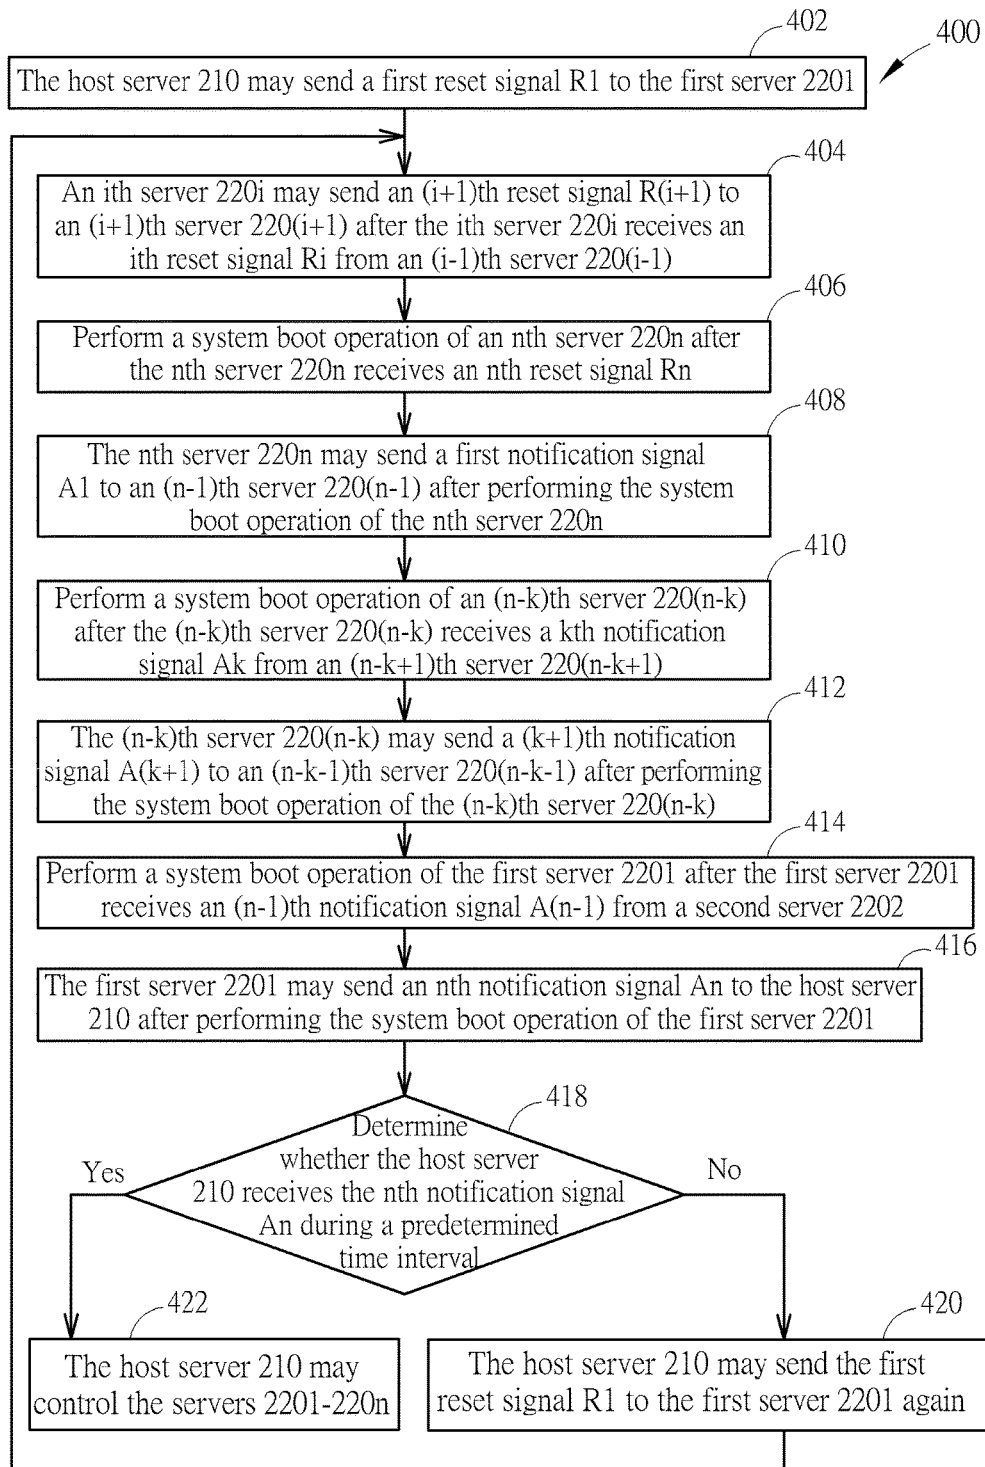 402
400
The host server 210 may send a first reset signal R1 to the first server 2201
404
An ith server 220i may send an (i+1)th reset signal R(i+1) to
an (i+1)th server 220(i+1) after the ith server 220i receives an
ith reset signal Ri from an (i-1)th server 220(i-1)
406
Perform a system boot operation of an nth server 220n after
the nth server 220n receives an nth reset signal Rn
408
The nth server 220n may send a first notification signal
A1 to an (n-1)th server 220(n-1) after performing the system
boot operation of the nth server 220n
410
Perform a system boot operation of an (n-k)th server 220(n-k)
after the (n-k)th server 220(n-k) receives a kth notification
signal Ak from an (n-k+1)th server 220(n-k+1)
412
The (n-k)th server 220(n-k) may send a (k+1)th notification
signal A(k+1) to an (n-k-1)th server 220(n-k-1) after performing
the system boot operation of the (n-k)th server 220(n-k)
414
Perform a system boot operation of the first server 2201 after the first server 2201
receives an (n-1)th notification signal A(n-1) from a second server 2202
416
The first server 2201 may send an nth notification signal An to the host server
210 after performing the system boot operation of the first server 2201
418
Determine
whether the host server
210 receives the nth notification signal
An during a predetermined
time interval
Yes
No
422
The host server 210 may
control the servers 2201-220n
420
The host server 210 may send the first
reset signal R1 to the first server 2201 again